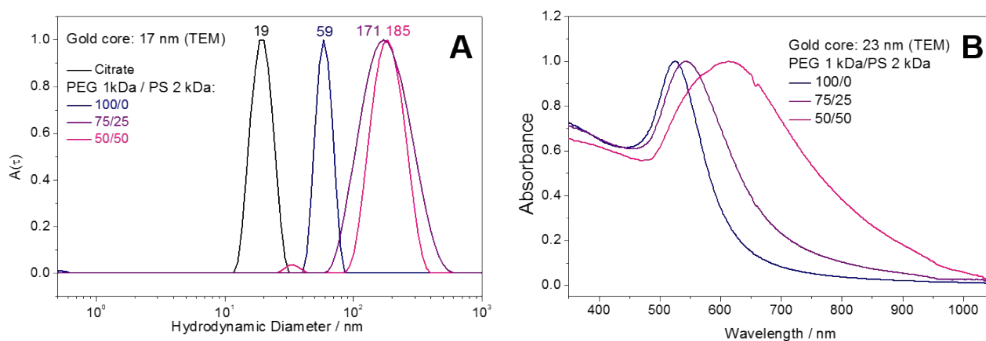 19 59 171 185
A
Gold core: 17 nm (TEM)
Citrate
PEG 1kDa / PS 2 kDa:
100/0
75/25
50/50
1.0
0.8
0.6
0.4
0.2
0.0
A(τ)
10⁰ 10¹ 10² 10³
Hydrodynamic Diameter / nm
B
Gold core: 23 nm (TEM)
PEG 1 kDa/PS 2 kDa
100/0
75/25
50/50
1.2
1.0
0.8
0.6
0.4
0.2
0.0
Absorbance
400 500 600 700 800 900 1000
Wavelength / nm